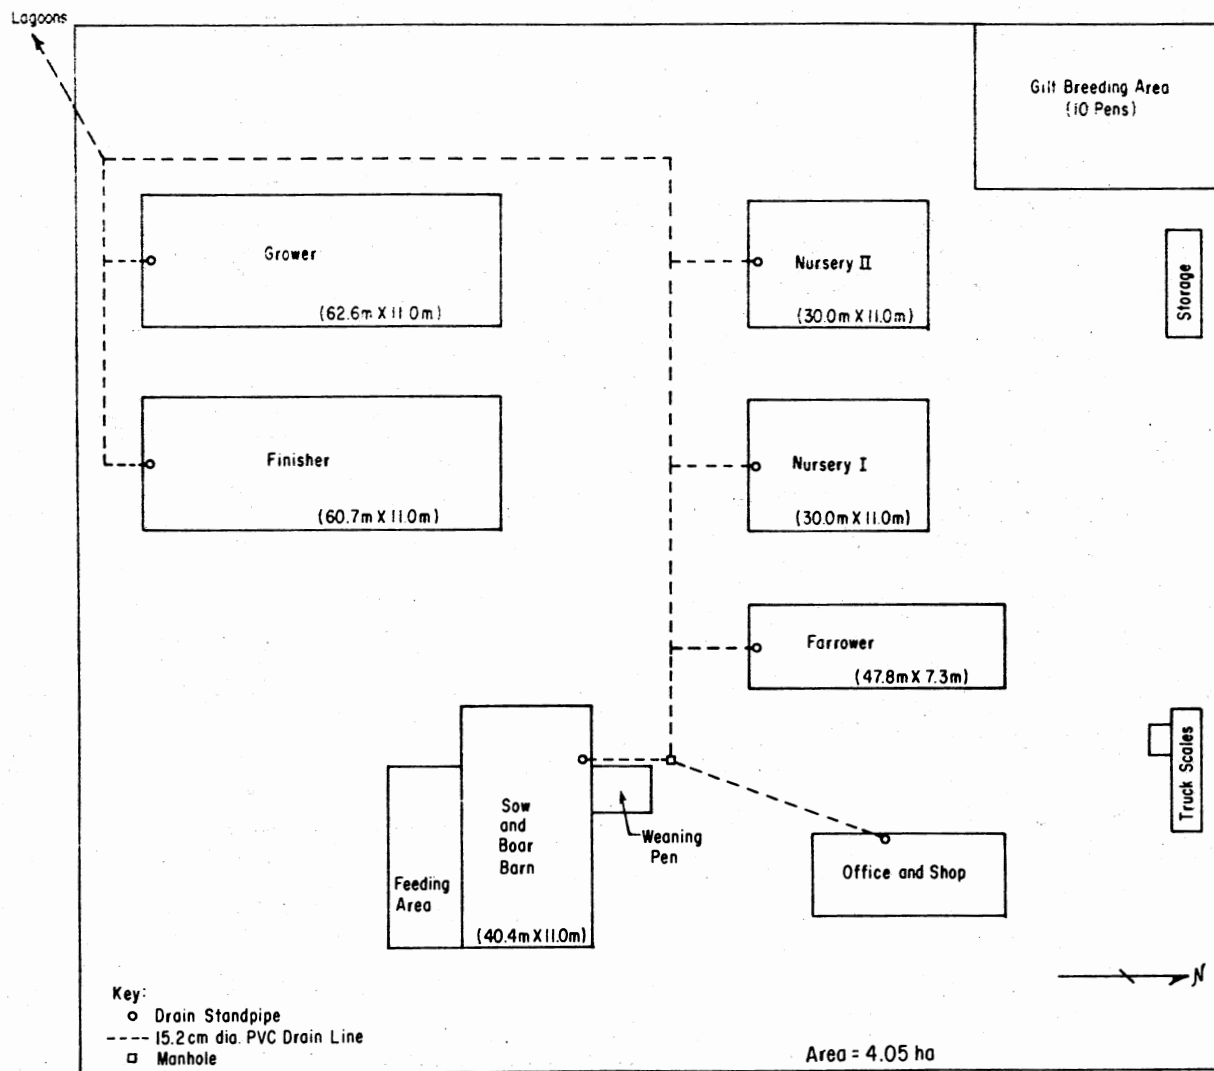 Lagoons
Gilt Breeding Area
(10 Pens)
Grower
(62.6m X 11.0m)
Nursery II
(30.0m X 11.0m)
Storage
Finisher
(60.7m X 11.0m)
Nursery I
(30.0m X 11.0m)
Farrower
(47.8m X 7.3m)
Sow
and
Boar
Barn
(40.4m X 11.0m)
Weaning
Pen
Feeding
Area
Office and Shop
Truck Scales
N
Key:
Drain Standpipe
15.2cm dia. PVC Drain Line
Manhole
Area = 4.05 ha